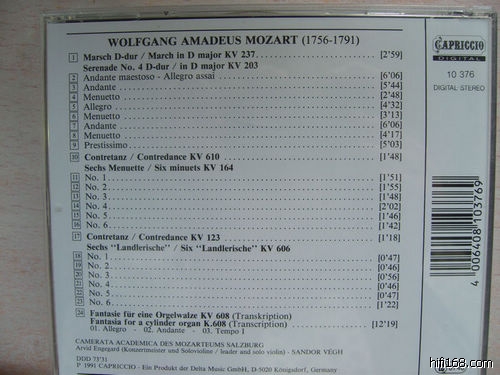 WOLFGANG AMADEUS MOZART (1756-1791)
1 Marsch D-dur / March in D major KV 237 [2'59]
Serenade No. 4 D-dur / in D major KV 203
2 Andante maestoso - Allegro assai [6'06]
3 Andante [5'44]
4 Menuetto [2'48]
5 Allegro [4'32]
6 Menuetto [3'13]
7 Andante [6'06]
8 Menuetto [4'17]
9 Prestissimo [5'03]
10 Contretanz / Contredance KV 610 [1'48]
Sechs Menuette / Six minuets KV 164
11 No. 1 [1'51]
12 No. 2 [1'55]
13 No. 3 [1'48]
14 No. 4 [2'02]
15 No. 5 [1'46]
16 No. 6 [1'42]
17 Contretanz / Contredance KV 123 [1'18]
Sechs "Landlerische" / Six "Landlerische" KV 606
18 No. 1 [0'47]
19 No. 2 [0'46]
20 No. 3 [0'56]
21 No. 4 [0'46]
22 No. 5 [0'47]
23 No. 6 [1'22]
24 Fantasie für eine Orgelwalze KV 608 (Transkription)
Fantasia for a cylinder organ K.608 (Transcription) [12'19]
01. Allegro - 02. Andante - 03. Tempo I
CAMERATA ACADEMICA DES MOZARTEUMS SALZBURG
Arvid Engegard (Konzertmeister und Solovioline / leader and solo violin) - SANDOR VÉGH
DDD 73'31
P 1991 CAPRICCIO - Ein Produkt der Delta Music GmbH, D-5020 Königsdorf, Germany
CAPRICCIO
DIGITAL
10 376
DIGITAL STEREO
4 006408 103769
hifi168.com